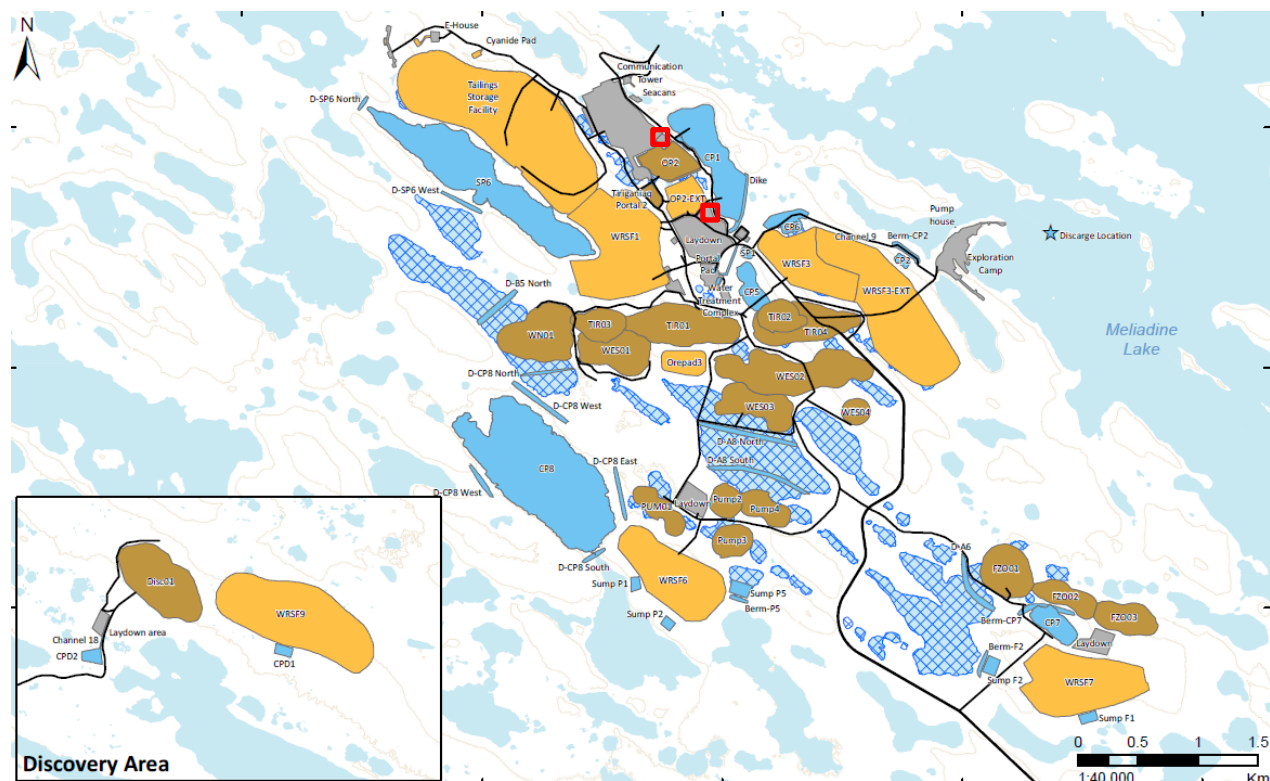 N
E-House
Cyanide Pad
Communication
Tower
Seacans
Tailings
Storage
Facility
D-SP6 North
OP2
CP1
SP6
D-SP6 West
Dike
Tiriganiaq
Portal 2
OP2-EXT
Pump
house
CP6
Channel 9
Berm-CP2
Discarge Location
WRSF1
Laydown
SP1
CP2
Exploration
Camp
Portal
Pad
WRSF3
D-B5 North
Water
Treatment
Complex
CP5
WRSF3-EXT
Meliadine
Lake
WN01
TIR03
TIR01
TIR02
TIR04
WES01
Orepad3
D-CP8 North
WES02
D-CP8 West
WES03
WES04
D-A8 North
D-CP8 East
D-A8 South
CP8
D-CP8 West
PUM01
Laydown
Pump2
Pump4
Pump3
D-A6
D-CP8 South
Sump P1
WRSF6
Sump P5
Berm-P5
Sump P2
FZO01
FZO02
FZO03
Berm-CP7
CP7
Laydown
Berm-F2
Sump F2
WRSF7
Sump F1
Disc01
WRSF9
Laydown area
Channel 18
CPD2
CPD1
Discovery Area
0 0.5 1 1.5
1:40,000 Km